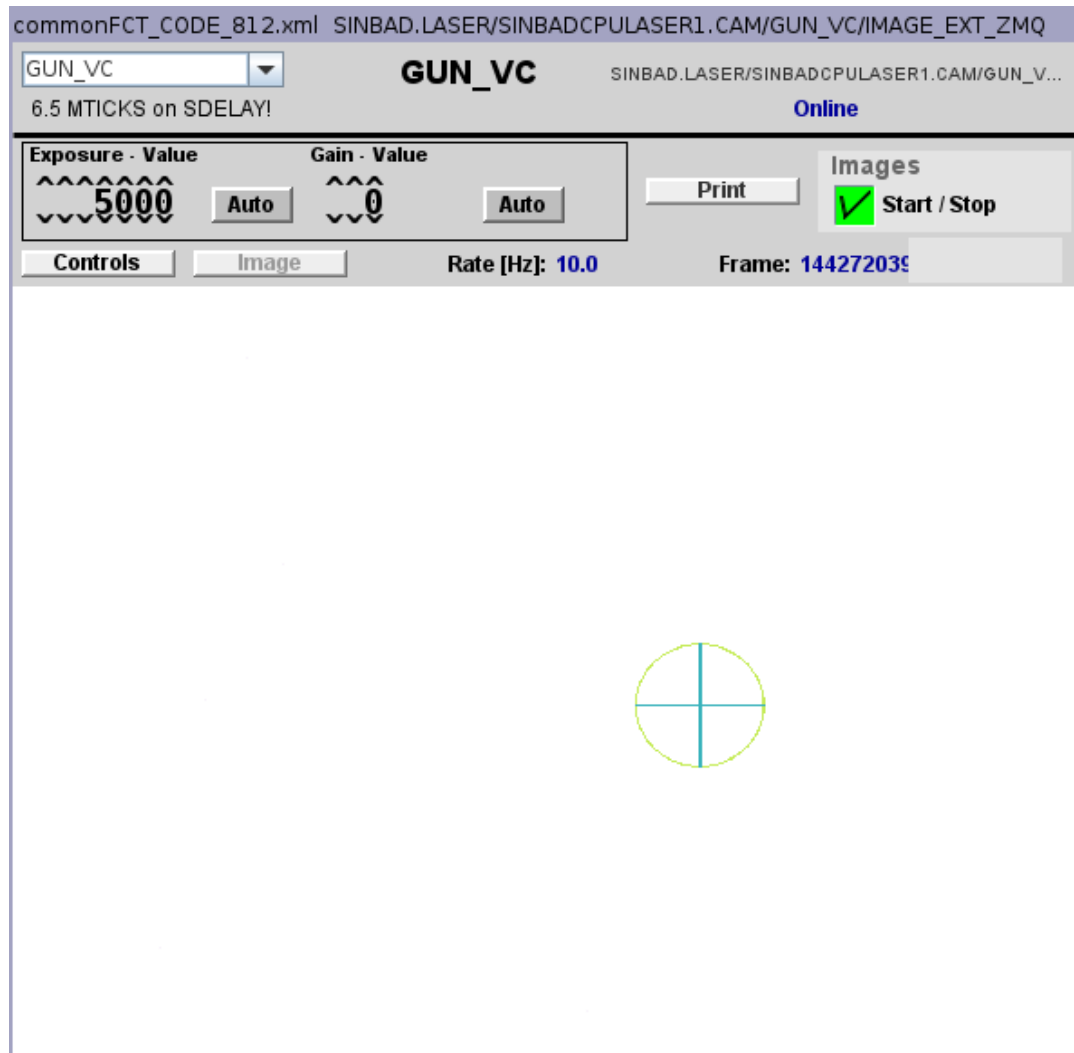 commonFCT_CODE_812.xml SINBAD.LASER/SINBADCPULASER1.CAM/GUN_VC/IMAGE_EXT_ZMQ
GUN_VC GUN_VC SINBAD.LASER/SINBADCPULASER1.CAM/GUN_V...
6.5 MTICKS on SDELAY! Online
Exposure - Value Gain - Value Images
5000 Auto 0 Auto Print Start / Stop
Controls Image Rate [Hz]: 10.0 Frame: 144272039